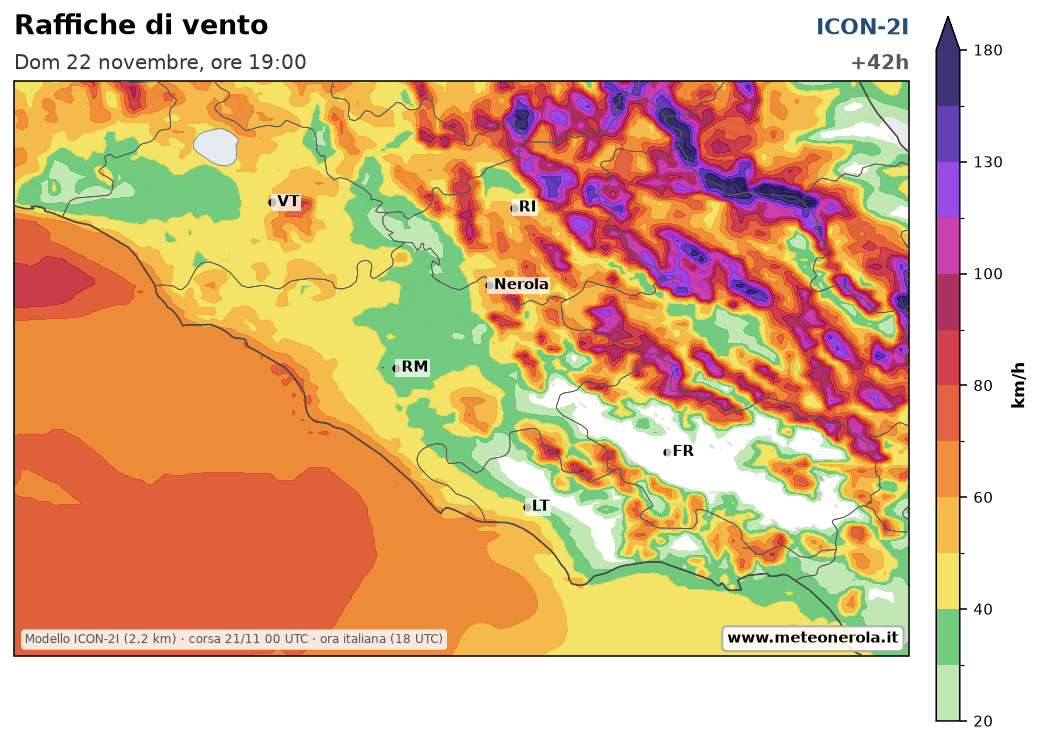 Raffiche di vento
ICON-2I
Dom 22 novembre, ore 19:00
+42h
180
130
100
80
60
40
20
km/h
VT
RI
Nerola
RM
FR
LT
Modello ICON-2I (2,2 km) · corsa 21/11 00 UTC · ora italiana (18 UTC)
www.meteonerola.it